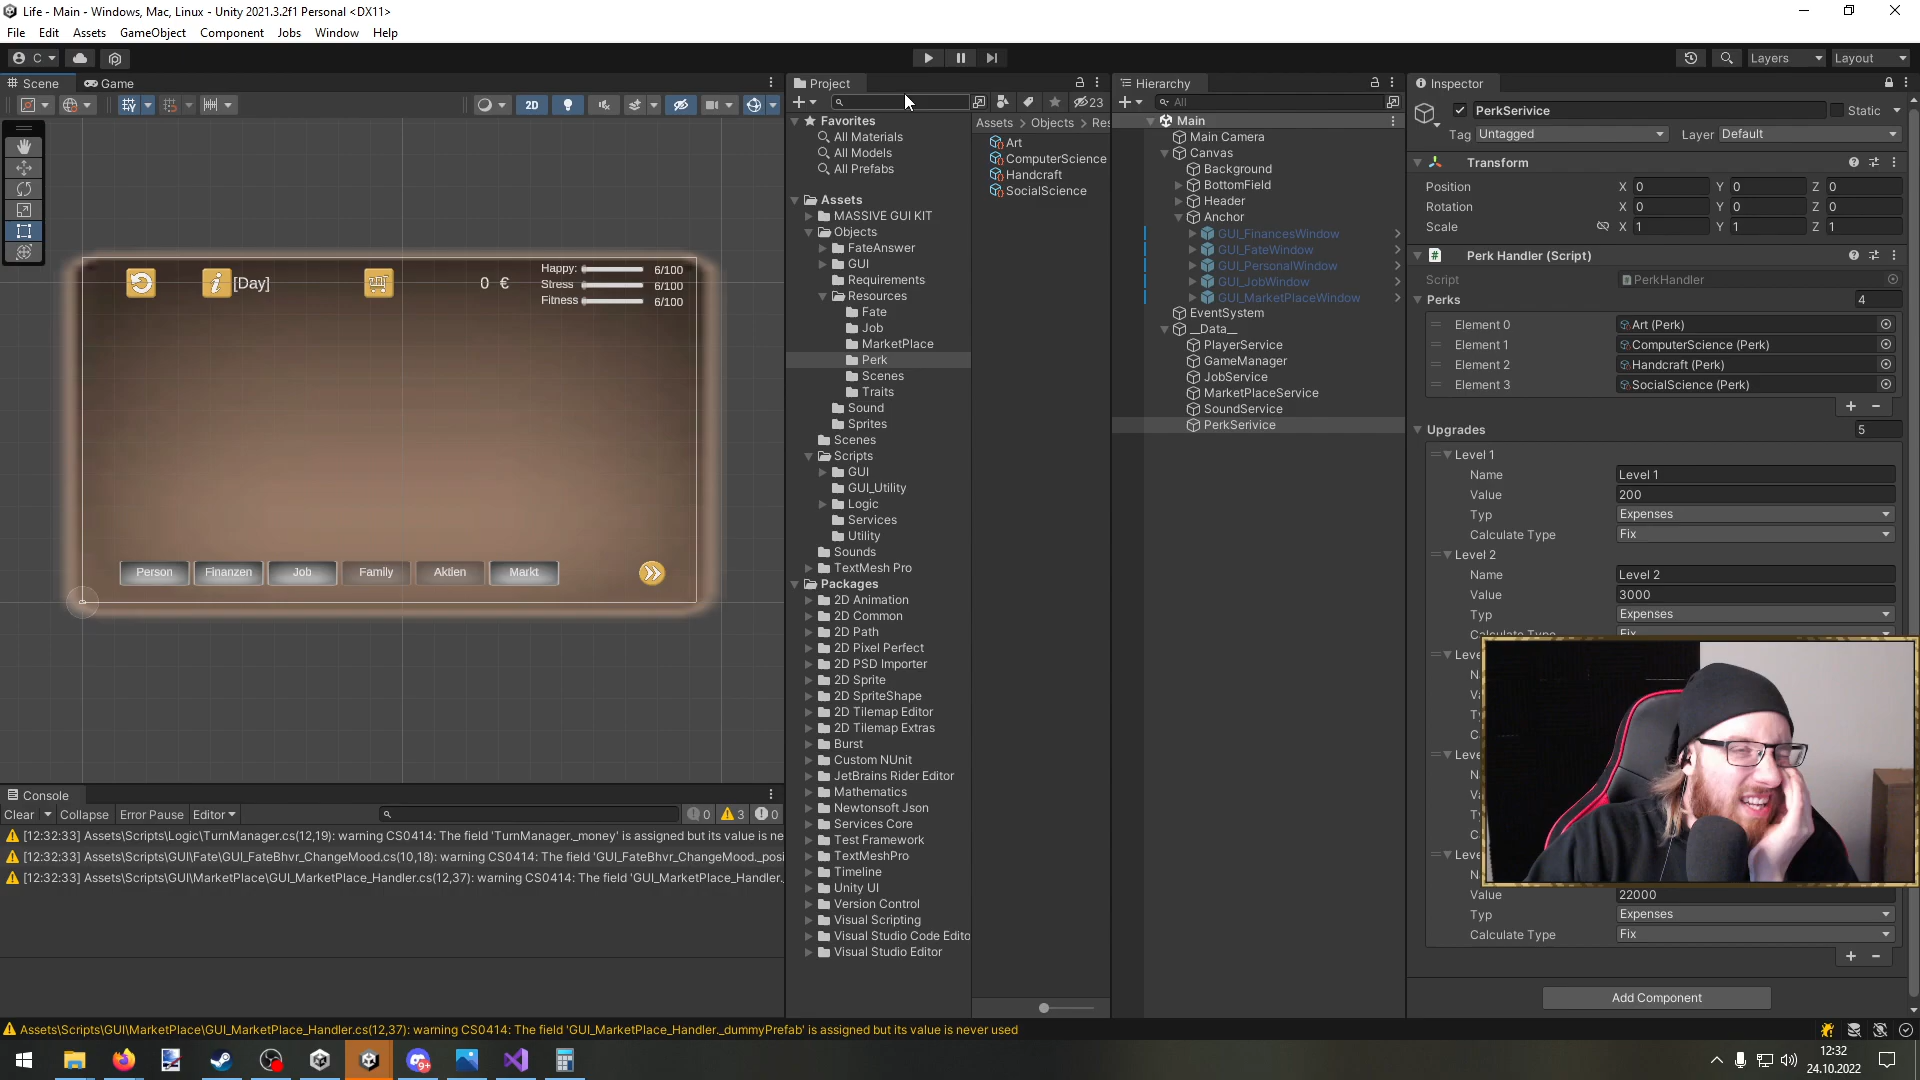 Life - Main - Windows, Mac, Linux - Unity 2021.3.2f1 Personal <DX11>
File Edit Assets GameObject Component Jobs Window Help
C Layers Layout
Scene Game
2D
Happy: 6/100
Stress 6/100
Fitness 6/100
[Day] 0 €
Person Finanzen Job Family Aktien Markt
Console
Clear Collapse Error Pause Editor 0 3 0
[12:32:33] Assets\Scripts\Logic\TurnManager.cs(12,19): warning CS0414: The field 'TurnManager._money' is assigned but its value is ne
[12:32:33] Assets\Scripts\GUI\Fate\GUI_FateBhvr_ChangeMood.cs(10,18): warning CS0414: The field 'GUI_FateBhvr_ChangeMood._posi
[12:32:33] Assets\Scripts\GUI\MarketPlace\GUI_MarketPlace_Handler.cs(12,37): warning CS0414: The field 'GUI_MarketPlace_Handler.
Project
23
Favorites
All Materials
All Models
All Prefabs
Assets
MASSIVE GUI KIT
Objects
FateAnswer
GUI
Requirements
Resources
Fate
Job
MarketPlace
Perk
Scenes
Traits
Sound
Sprites
Scenes
Scripts
GUI
GUI_Utility
Logic
Services
Utility
Sounds
TextMesh Pro
Packages
2D Animation
2D Common
2D Path
2D Pixel Perfect
2D PSD Importer
2D Sprite
2D SpriteShape
2D Tilemap Editor
2D Tilemap Extras
Burst
Custom NUnit
JetBrains Rider Editor
Mathematics
Newtonsoft Json
Services Core
Test Framework
TextMeshPro
Timeline
Unity UI
Version Control
Visual Scripting
Visual Studio Code Edito
Visual Studio Editor
Assets > Objects > Res
Art
ComputerScience
Handcraft
SocialScience
Hierarchy
All
Main
Main Camera
Canvas
Background
BottomField
Header
Anchor
GUI_FinancesWindow
GUI_FateWindow
GUI_PersonalWindow
GUI_JobWindow
GUI_MarketPlaceWindow
EventSystem
__Data__
PlayerService
GameManager
JobService
MarketPlaceService
SoundService
PerkSerivice
Inspector
PerkSerivice Static
Tag Untagged Layer Default
Transform
Position X 0 Y 0 Z 0
Rotation X 0 Y 0 Z 0
Scale X 1 Y 1 Z 1
Perk Handler (Script)
Script PerkHandler
Perks 4
Element 0 Art (Perk)
Element 1 ComputerScience (Perk)
Element 2 Handcraft (Perk)
Element 3 SocialScience (Perk)
Upgrades 5
Level 1
Name Level 1
Value 200
Typ Expenses
Calculate Type Fix
Level 2
Name Level 2
Value 3000
Typ Expenses
Calculate Type Fix
Leve
N
Va
T
C
Leve
N
Va
T
C
Leve
N
Value 22000
Typ Expenses
Calculate Type Fix
Add Component
Assets\Scripts\GUI\MarketPlace\GUI_MarketPlace_Handler.cs(12,37): warning CS0414: The field 'GUI_MarketPlace_Handler._dummyPrefab' is assigned but its value is never used
9+
12:32
24.10.2022